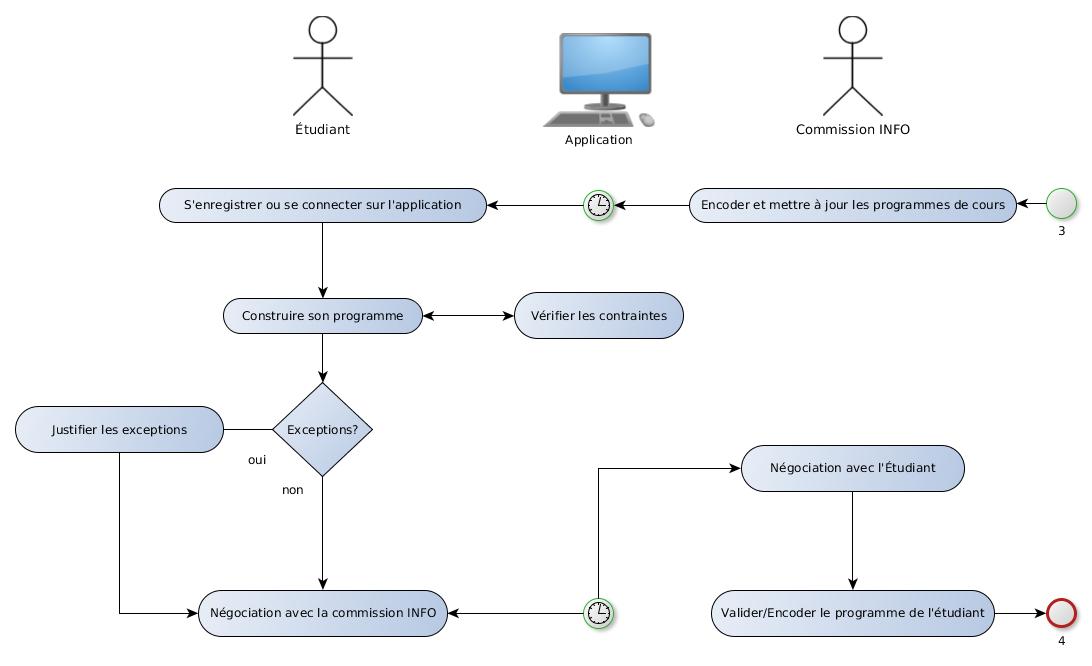 Étudiant
Application
Commission INFO
S'enregistrer ou se connecter sur l'application
Encoder et mettre à jour les programmes de cours
3
Construire son programme
Vérifier les contraintes
Justifier les exceptions
Exceptions?
oui
non
Négociation avec l'Étudiant
Négociation avec la commission INFO
Valider/Encoder le programme de l'étudiant
4